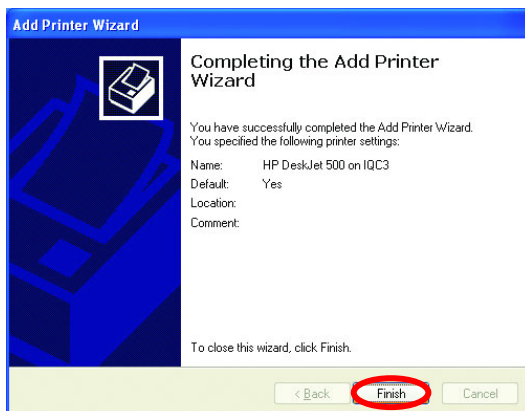 Add Printer Wizard
Completing the Add Printer
Wizard
You have successfully completed the Add Printer Wizard.
You specified the following printer settings:
Name: HP DeskJet 500 on IQC3
Default: Yes
Location:
Comment:
To close this wizard, click Finish.
< Back Finish Cancel